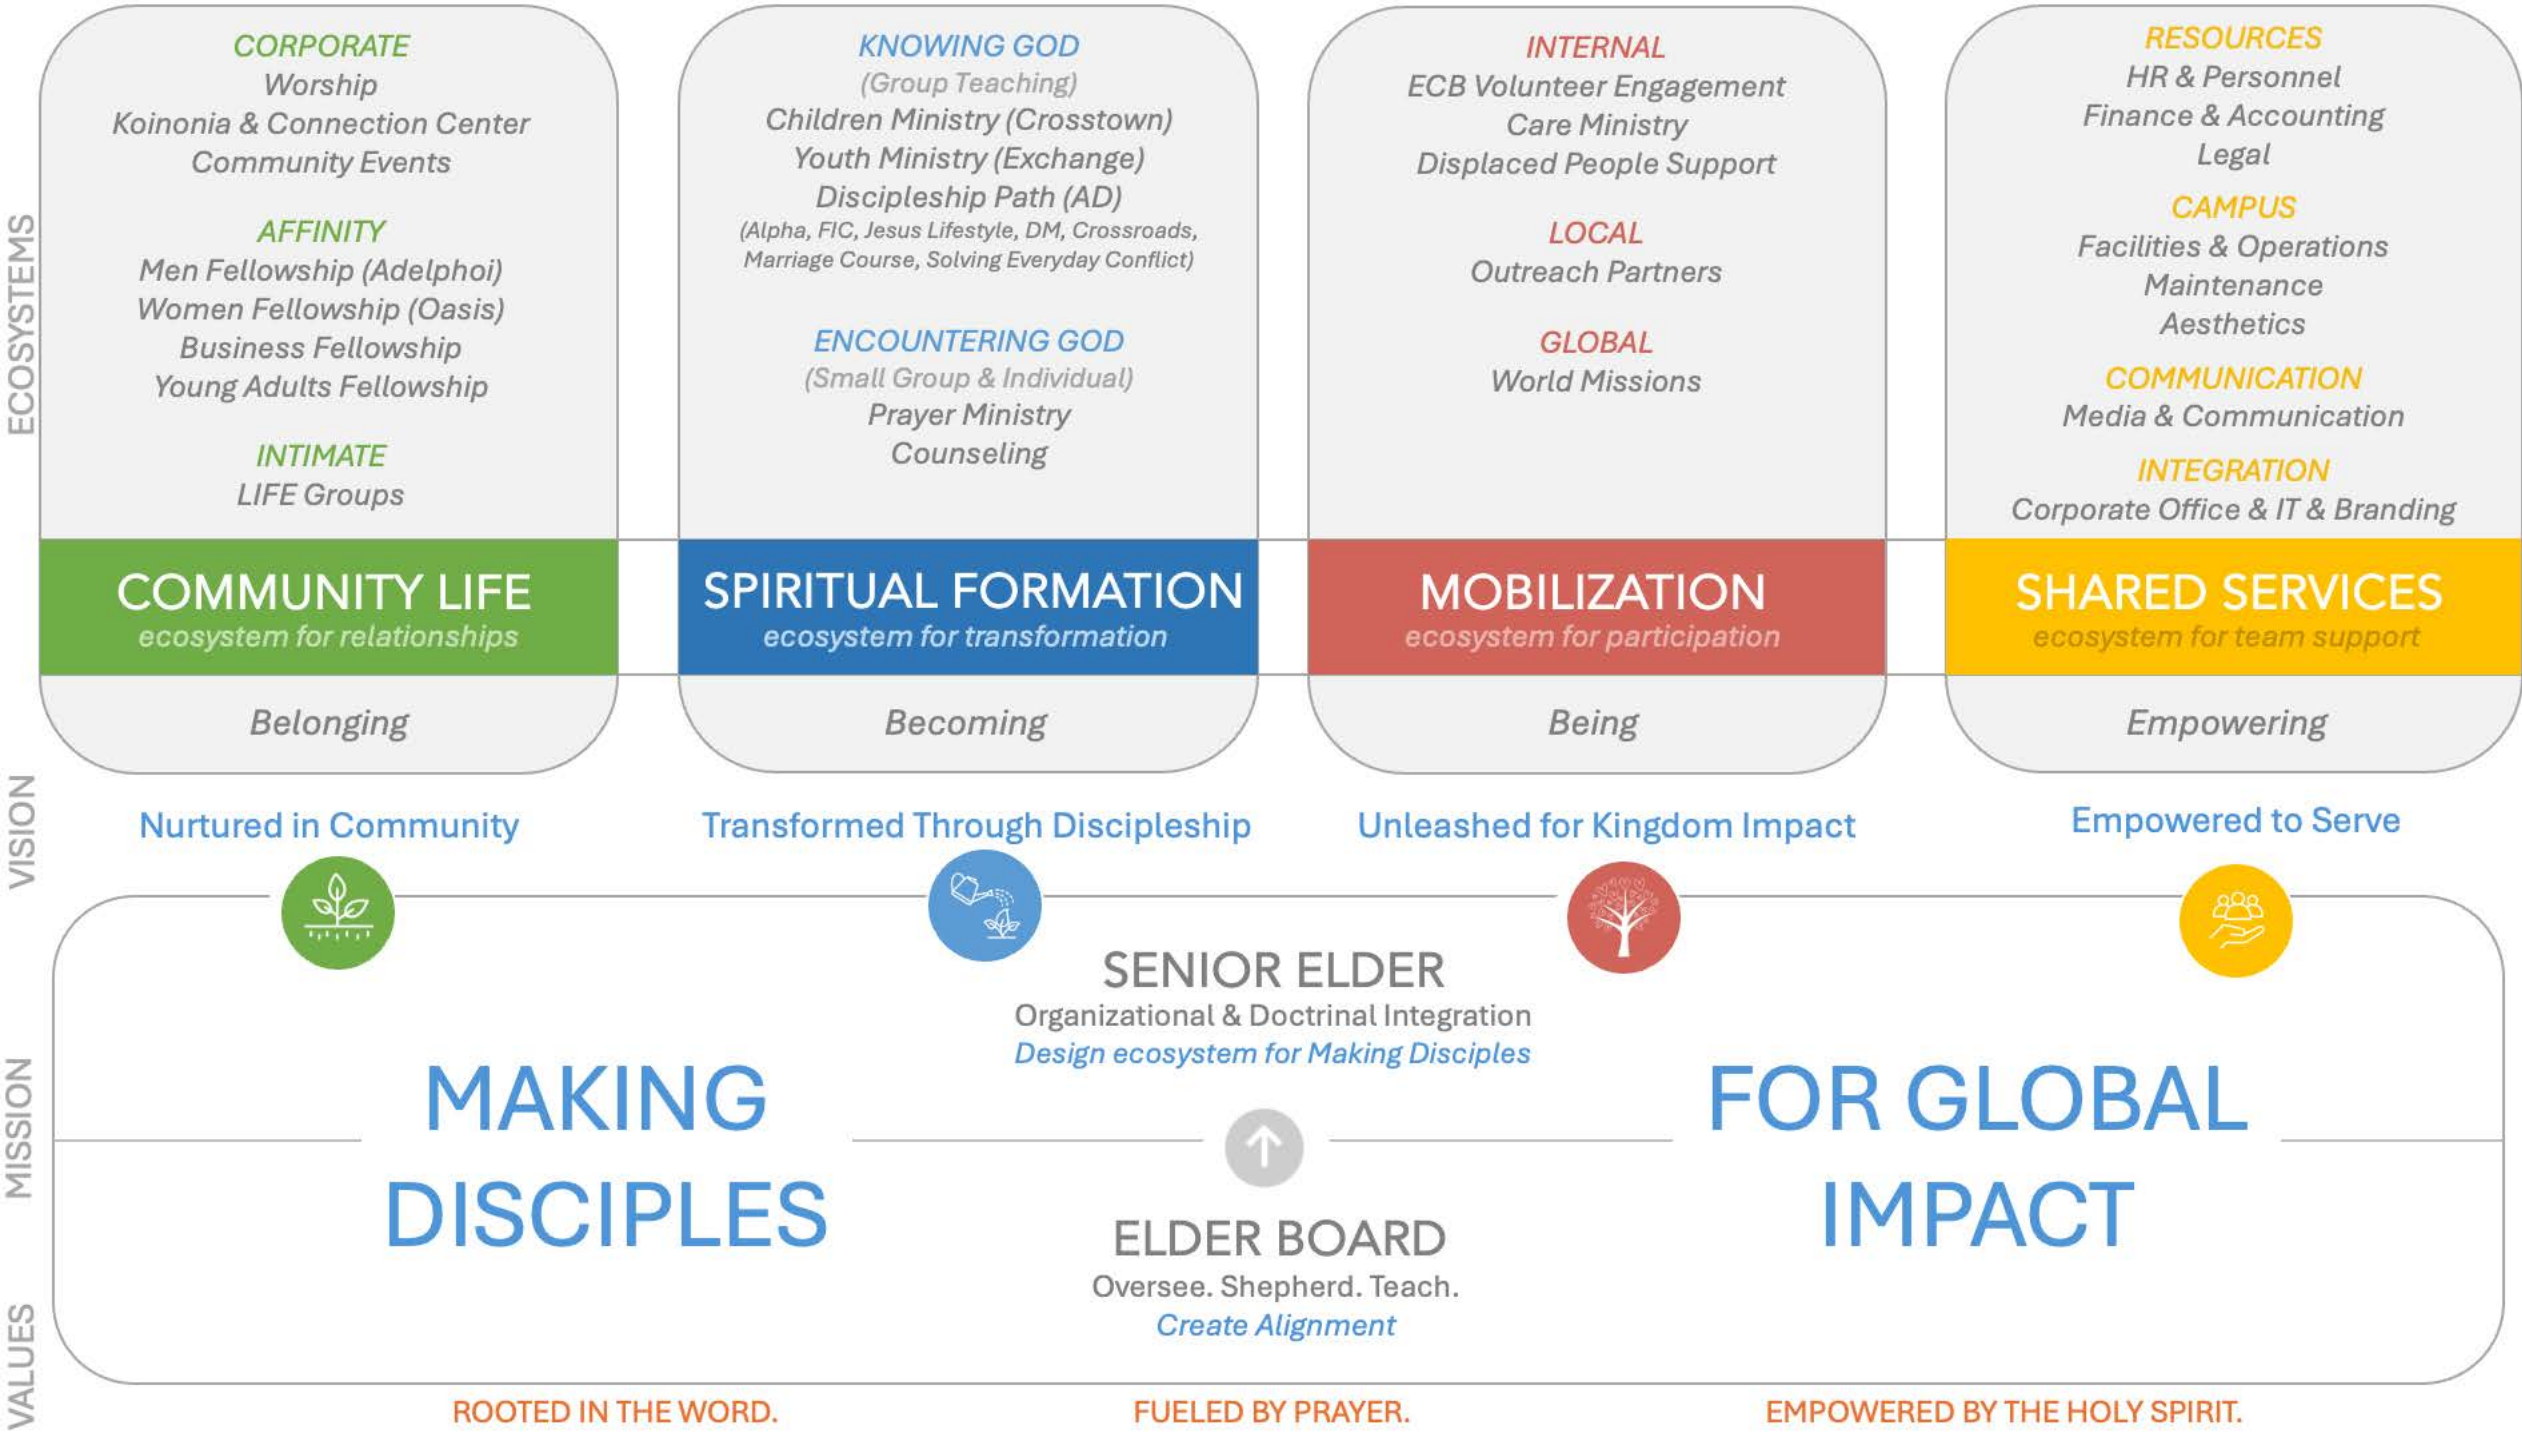 ECOSYSTEMS
CORPORATE
Worship
Koinonia & Connection Center
Community Events
AFFINITY
Men Fellowship (Adelphoi)
Women Fellowship (Oasis)
Business Fellowship
Young Adults Fellowship
INTIMATE
LIFE Groups
COMMUNITY LIFE
ecosystem for relationships
Belonging
KNOWING GOD
(Group Teaching)
Children Ministry (Crosstown)
Youth Ministry (Exchange)
Discipleship Path (AD)
(Alpha, FIC, Jesus Lifestyle, DM, Crossroads,
Marriage Course, Solving Everyday Conflict)
ENCOUNTERING GOD
(Small Group & Individual)
Prayer Ministry
Counseling
SPIRITUAL FORMATION
ecosystem for transformation
Becoming
INTERNAL
ECB Volunteer Engagement
Care Ministry
Displaced People Support
LOCAL
Outreach Partners
GLOBAL
World Missions
MOBILIZATION
ecosystem for participation
Being
RESOURCES
HR & Personnel
Finance & Accounting
Legal
CAMPUS
Facilities & Operations
Maintenance
Aesthetics
COMMUNICATION
Media & Communication
INTEGRATION
Corporate Office & IT & Branding
SHARED SERVICES
ecosystem for team support
Empowering
VISION
Nurtured in Community
Transformed Through Discipleship
Unleashed for Kingdom Impact
Empowered to Serve
MISSION
MAKING
DISCIPLES
SENIOR ELDER
Organizational & Doctrinal Integration
Design ecosystem for Making Disciples
ELDER BOARD
Oversee. Shepherd. Teach.
Create Alignment
FOR GLOBAL
IMPACT
VALUES
ROOTED IN THE WORD.
FUELED BY PRAYER.
EMPOWERED BY THE HOLY SPIRIT.